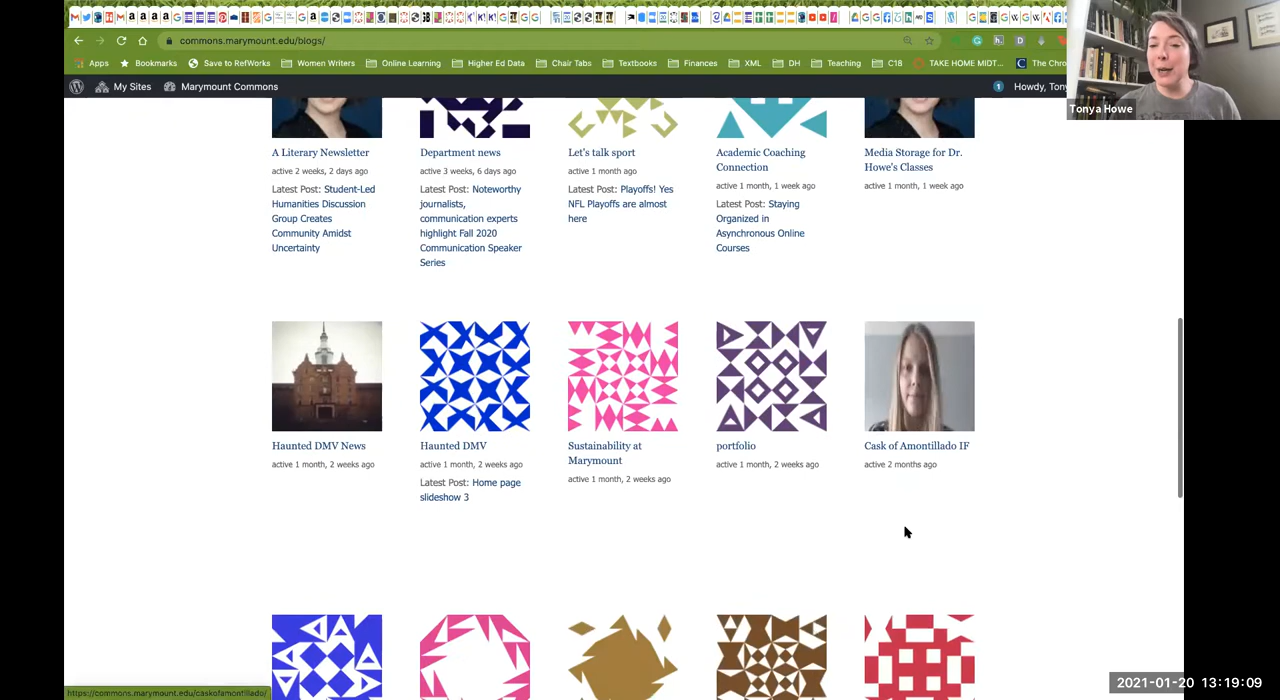 commons.marymount.edu/blogs/
Apps Bookmarks Save to RefWorks Women Writers Online Learning Higher Ed Data Chair Tabs Textbooks Finances XML DH Teaching C18 TAKE HOME MIDT... The Chro
My Sites Marymount Commons 1 Howdy, Tony
Tonya Howe
A Literary Newsletter
active 2 weeks, 2 days ago
Latest Post: Student-Led
Humanities Discussion
Group Creates
Community Amidst
Uncertainty
Department news
active 3 weeks, 6 days ago
Latest Post: Noteworthy
journalists,
communication experts
highlight Fall 2020
Communication Speaker
Series
Let's talk sport
active 1 month ago
Latest Post: Playoffs! Yes
NFL Playoffs are almost
here
Academic Coaching
Connection
active 1 month, 1 week ago
Latest Post: Staying
Organized in
Asynchronous Online
Courses
Media Storage for Dr.
Howe's Classes
active 1 month, 1 week ago
Haunted DMV News
active 1 month, 2 weeks ago
Haunted DMV
active 1 month, 2 weeks ago
Latest Post: Home page
slideshow 3
Sustainability at
Marymount
active 1 month, 2 weeks ago
portfolio
active 1 month, 2 weeks ago
Cask of Amontillado IF
active 2 months ago
https://commons.marymount.edu/caskofamontillado/
2021-01-20 13:19:09